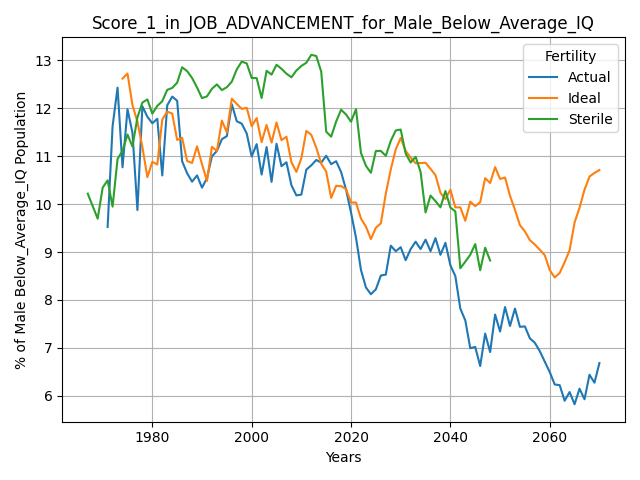 Score_1_in_JOB_ADVANCEMENT_for_Male_Below_Average_IQ
% of Male Below_Average_IQ Population
13
12
11
10
9
8
7
6
Fertility
Actual
Ideal
Sterile
1980 2000 2020 2040 2060
Years